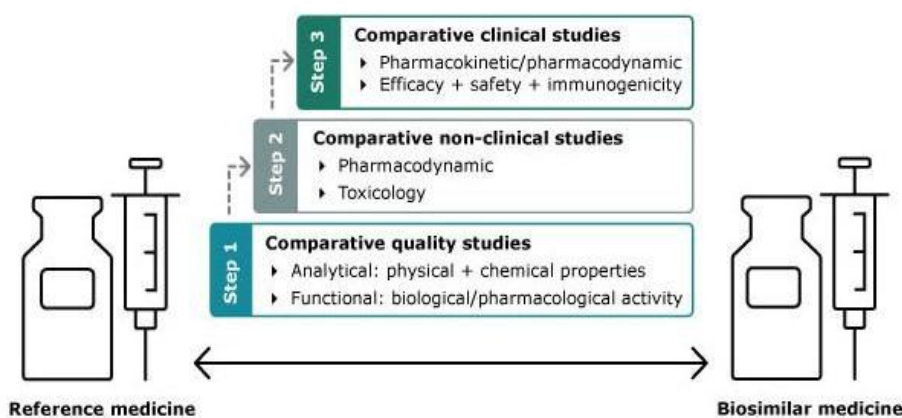 Step 3
Comparative clinical studies
Pharmacokinetic/pharmacodynamic
Efficacy + safety + immunogenicity
Step 2
Comparative non-clinical studies
Pharmacodynamic
Toxicology
Step 1
Comparative quality studies
Analytical: physical + chemical properties
Functional: biological/pharmacological activity
Reference medicine
Biosimilar medicine